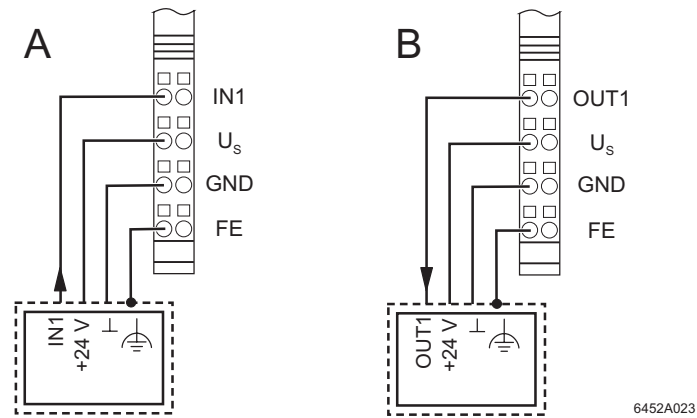 A
B
IN1
U_S
GND
FE
OUT1
U_S
GND
FE
IN1
+24 V
OUT1
+24 V
6452A023